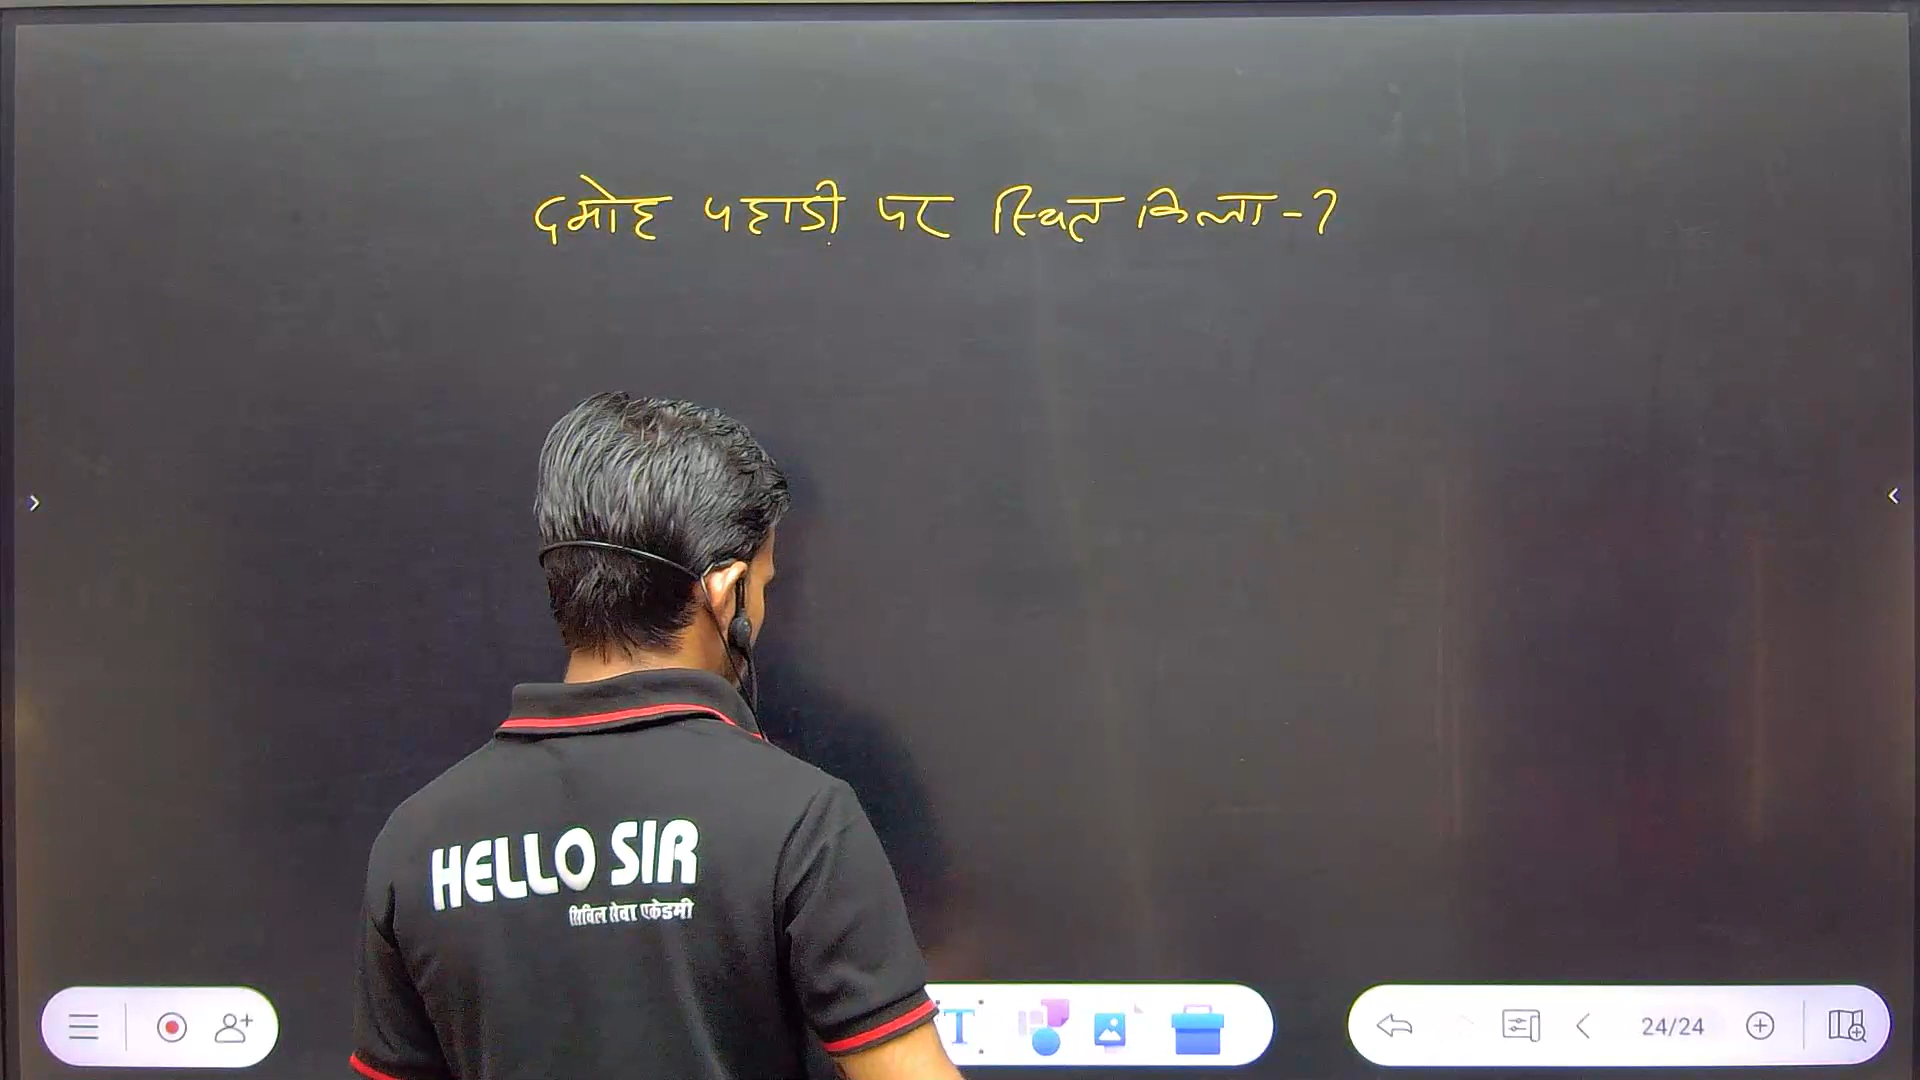 दमोह पहाडी पर स्थित किला - ?
HELLO SIR
सिविल सेवा एकेडमी
T
24/24